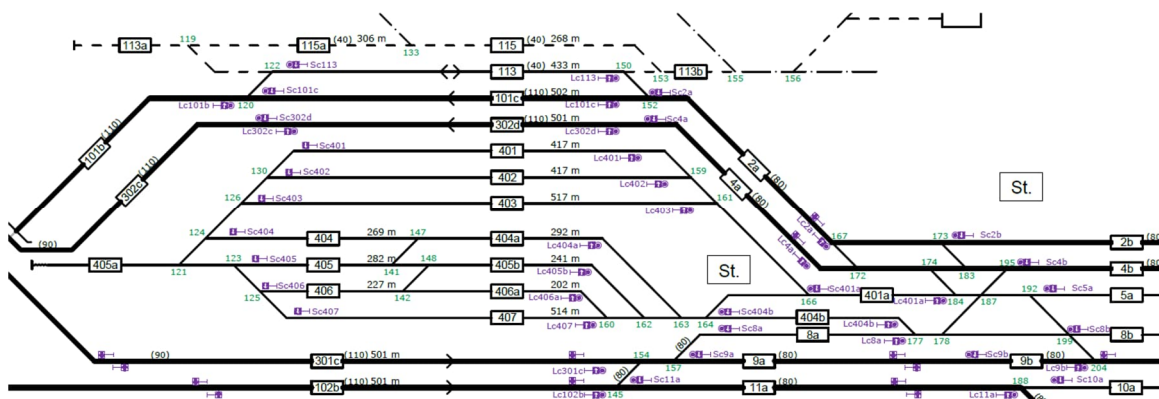 119
113a
115a
(40)
306 m
133
115
(40)
268 m
150
153
113b
155
156
122
Sc113
113
(40)
433 m
Lc113
Lc101b
120
Sc101c
101c
(110)
502 m
Lc101c
152
Sc2a
Sc302d
Lc302c
302d
(110)
501 m
Lc302d
Sc4a
101b
(110)
302c
(110)
(90)
Sc401
401
417 m
Lc401
159
130
Sc402
402
417 m
Lc402
161
126
Sc403
403
517 m
Lc403
2a
(80)
4a
(80)
St.
124
Sc404
404
269 m
147
404a
292 m
Lc404a
Lc2a
167
173
Sc2b
2b
(80)
405a
121
123
Sc405
405
282 m
141
148
405b
241 m
Lc405b
St.
Lc4a
172
174
183
195
Sc4b
4b
(80)
125
Sc406
406
227 m
142
406a
202 m
Lc406a
Sc401a
166
401a
Lc401a
184
187
192
Sc5a
5a
Sc407
407
514 m
Lc407
160
162
163
164
Sc404b
404b
Lc404b
177
178
Sc8a
8a
Lc8a
199
Sc8b
8b
(90)
301c
(110)
501 m
Lc301c
154
(80)
157
Sc9a
9a
(80)
Sc9b
9b
(80)
Lc9b
204
102b
(110)
501 m
Lc102b
145
(80)
Sc11a
11a
(80)
Lc11a
188
(80)
Sc10a
10a